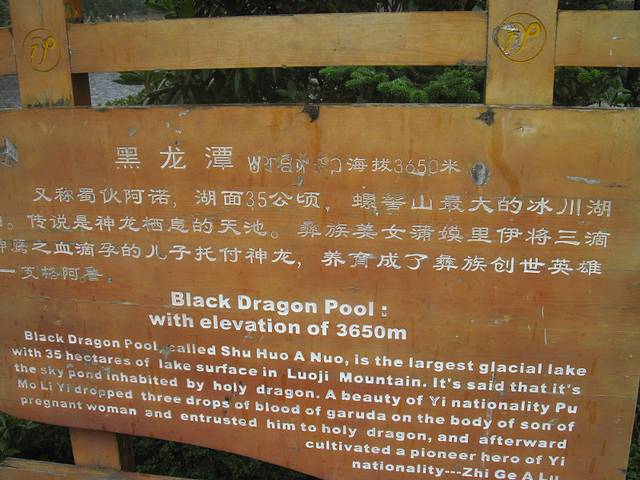 黑龙潭 海拔3650米
又称蜀伙阿诺，湖面35公顷，螺髻山最大的冰川湖
。传说是神龙栖息的天池。彝族美女蒲嫫里伊将三滴
神鹰之血滴孕的儿子托付神龙，养育成了彝族创世英雄
—支格阿鲁。
Black Dragon Pool :
with elevation of 3650m
Black Dragon Pool, called Shu Huo A Nuo, is the largest glacial lake
with 35 hectares of lake surface in Luoji Mountain. It's said that it's
the sky pond inhabited by holy dragon. A beauty of Yi nationality Pu
Mo Li Yi dropped three drops of blood of garuda on the body of son of
pregnant woman and entrusted him to holy dragon, and afterward
cultivated a pioneer hero of Yi
nationality---Zhi Ge A Lu